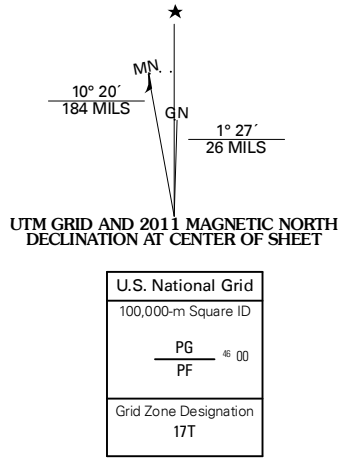 ★
MN
10° 20´
184 MILS
GN
1° 27´
26 MILS
UTM GRID AND 2011 MAGNETIC NORTH
DECLINATION AT CENTER OF SHEET
U.S. National Grid
100,000-m Square ID
PG
46 00
PF
Grid Zone Designation
17T